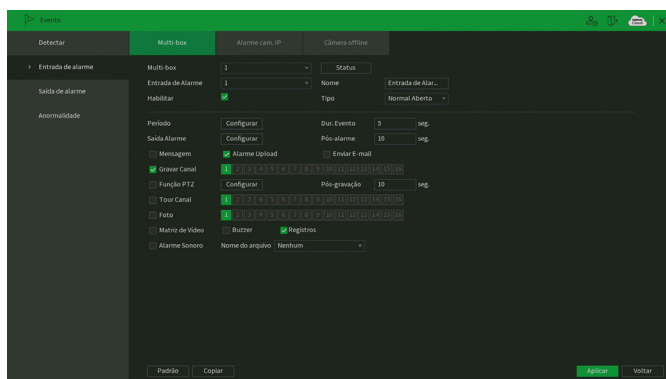 Evento
Detectar
Multi-box Alarme cam. IP Câmera offline
Entrada de alarme
Saída de alarme
Anormalidade
Multi-box 1 Status
Entrada de Alarme 1 Nome Entrada de Alar...
Habilitar Tipo Normal Aberto
Período Configurar Dur. Evento 5 seg.
Saída Alarme Configurar Pós-alarme 10 seg.
Mensagem Alarme Upload Enviar E-mail
Gravar Canal 1 2 3 4 5 6 7 8 9 10 11 12 13 14 15 16
Função PTZ Configurar Pós-gravação 10 seg.
Tour Canal 1 2 3 4 5 6 7 8 9 10 11 12 13 14 15 16
Foto 1 2 3 4 5 6 7 8 9 10 11 12 13 14 15 16
Matriz de Vídeo Buzzer Registros
Alarme Sonoro Nome do arquivo Nenhum
Padrão Copiar Aplicar Voltar